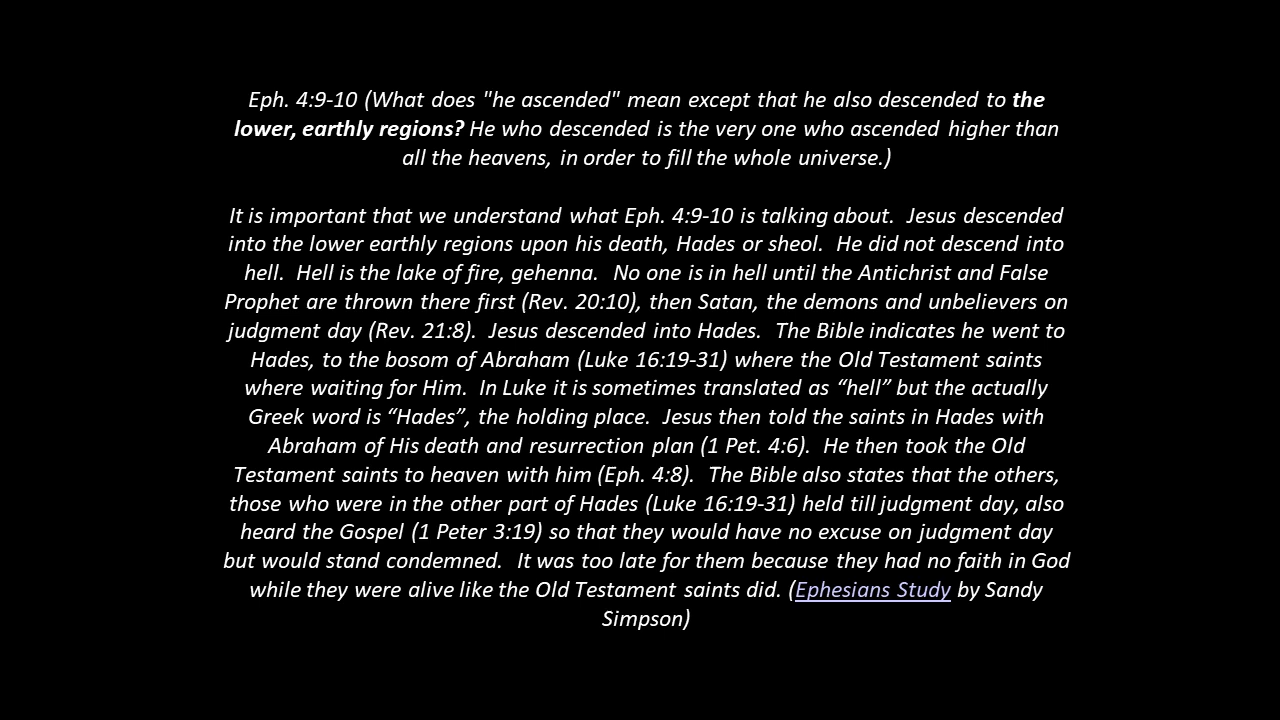 Eph. 4:9-10 (What does "he ascended" mean except that he also descended to the
lower, earthly regions? He who descended is the very one who ascended higher than
all the heavens, in order to fill the whole universe.)
It is important that we understand what Eph. 4:9-10 is talking about.  Jesus descended
into the lower earthly regions upon his death, Hades or sheol.  He did not descend into
hell.  Hell is the lake of fire, gehenna.  No one is in hell until the Antichrist and False
Prophet are thrown there first (Rev. 20:10), then Satan, the demons and unbelievers on
judgment day (Rev. 21:8).  Jesus descended into Hades.  The Bible indicates he went to
Hades, to the bosom of Abraham (Luke 16:19-31) where the Old Testament saints
where waiting for Him.  In Luke it is sometimes translated as “hell” but the actually
Greek word is “Hades”, the holding place.  Jesus then told the saints in Hades with
Abraham of His death and resurrection plan (1 Pet. 4:6).  He then took the Old
Testament saints to heaven with him (Eph. 4:8).  The Bible also states that the others,
those who were in the other part of Hades (Luke 16:19-31) held till judgment day, also
heard the Gospel (1 Peter 3:19) so that they would have no excuse on judgment day
but would stand condemned.  It was too late for them because they had no faith in God
while they were alive like the Old Testament saints did. (Ephesians Study by Sandy
Simpson)